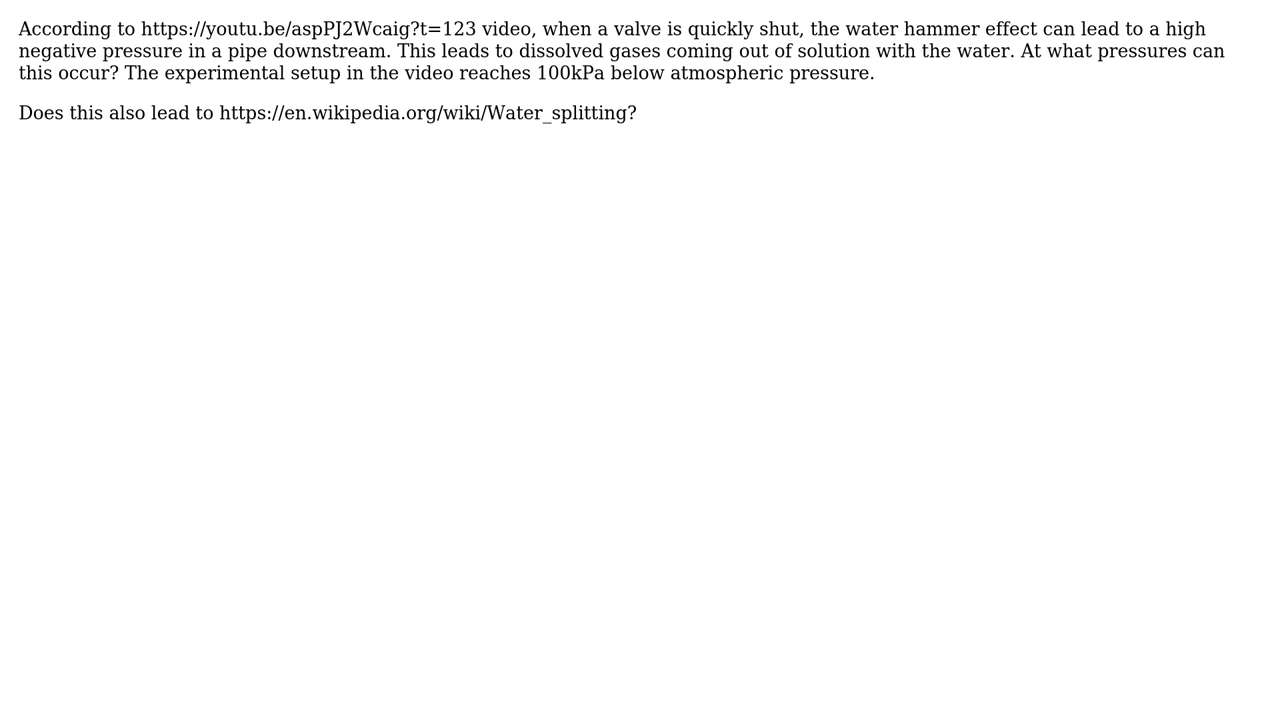 According to https://youtu.be/aspPJ2Wcaig?t=123 video, when a valve is quickly shut, the water hammer effect can lead to a high
negative pressure in a pipe downstream. This leads to dissolved gases coming out of solution with the water. At what pressures can
this occur? The experimental setup in the video reaches 100kPa below atmospheric pressure.
Does this also lead to https://en.wikipedia.org/wiki/Water_splitting?